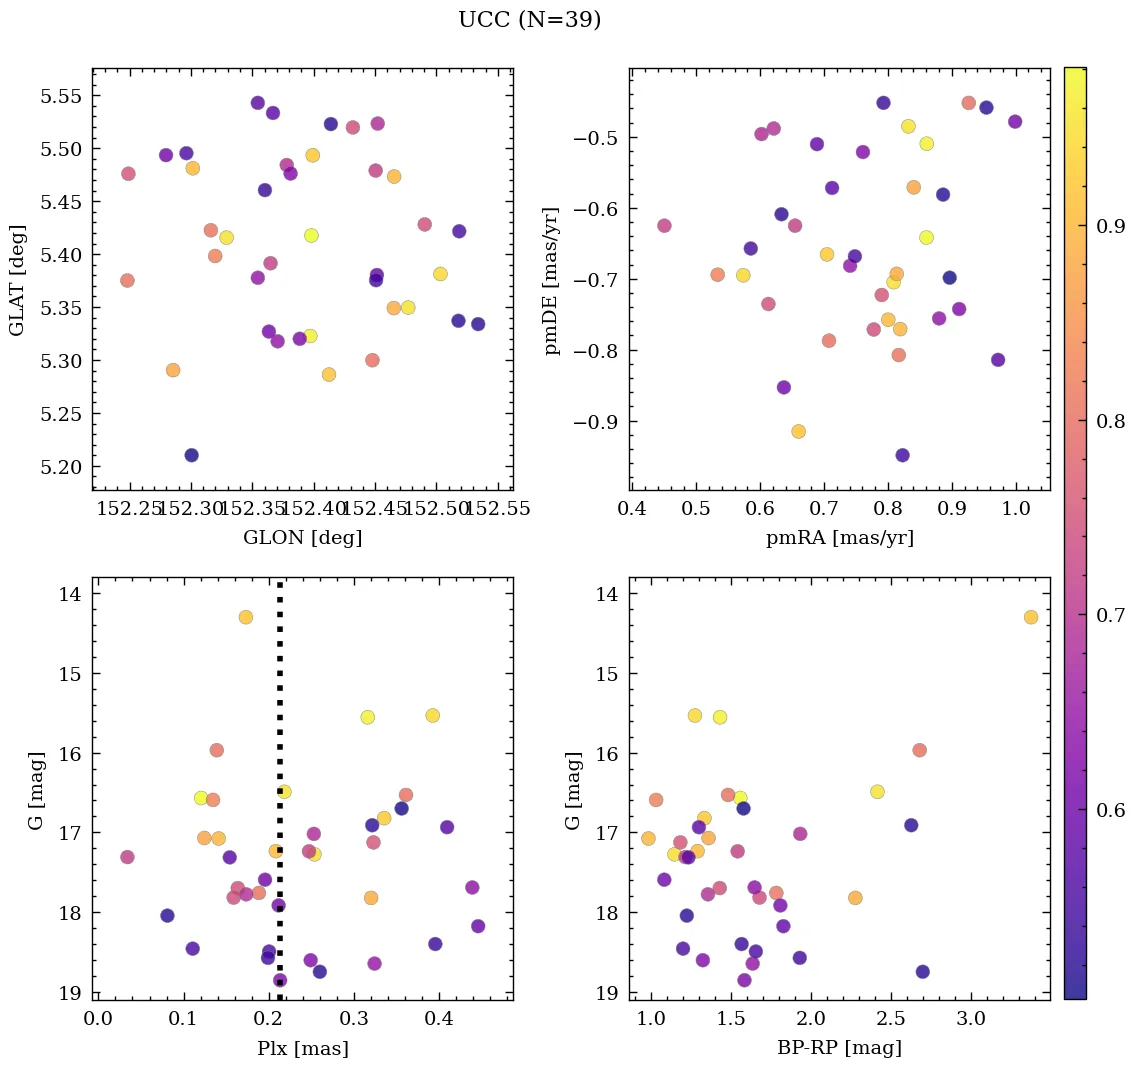 UCC (N=39)
5.55
5.50
5.45
5.40
5.35
5.30
5.25
5.20
GLAT [deg]
152.25 152.30 152.35 152.40 152.45 152.50 152.55
GLON [deg]
−0.5
−0.6
−0.7
−0.8
−0.9
pmDE [mas/yr]
0.4 0.5 0.6 0.7 0.8 0.9 1.0
pmRA [mas/yr]
14
15
16
17
18
19
G [mag]
0.0 0.1 0.2 0.3 0.4
Plx [mas]
14
15
16
17
18
19
G [mag]
1.0 1.5 2.0 2.5 3.0
BP-RP [mag]
0.9
0.8
0.7
0.6